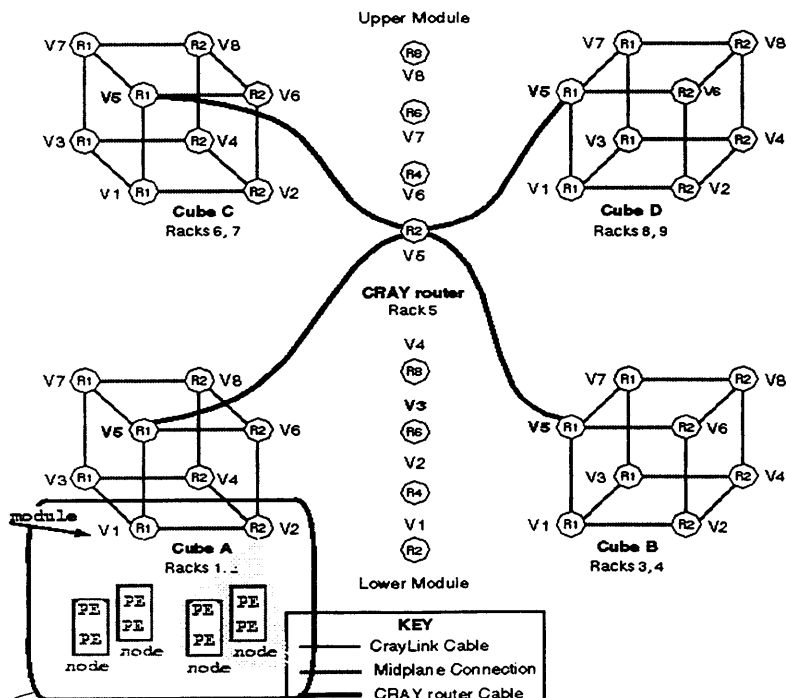 Upper Module
V7 R1 R2 V8
V5 R1 R2 V6
V3 R1 R2 V4
V1 R1 R2 V2
Cube C
Racks 6, 7
R8
V8
R6
V7
R4
V6
R2
V5
V7 R1 R2 V8
V5 R1 R2 V6
V3 R1 R2 V4
V1 R1 R2 V2
Cube D
Racks 8, 9
CRAY router
Rack 5
V7 R1 R2 V8
V5 R1 R2 V6
V3 R1 R2 V4
V1 R1 R2 V2
module
Cube A
Racks 1,
V4
R8
V3
R6
V2
R4
V1
R2
Lower Module
V7 R1 R2 V8
V5 R1 R2 V6
V3 R1 R2 V4
V1 R1 R2 V2
Cube B
Racks 3, 4
PE PE PE PE
PE PE PE PE
node node node node
KEY
CrayLink Cable
Midplane Connection
CRAY router Cable